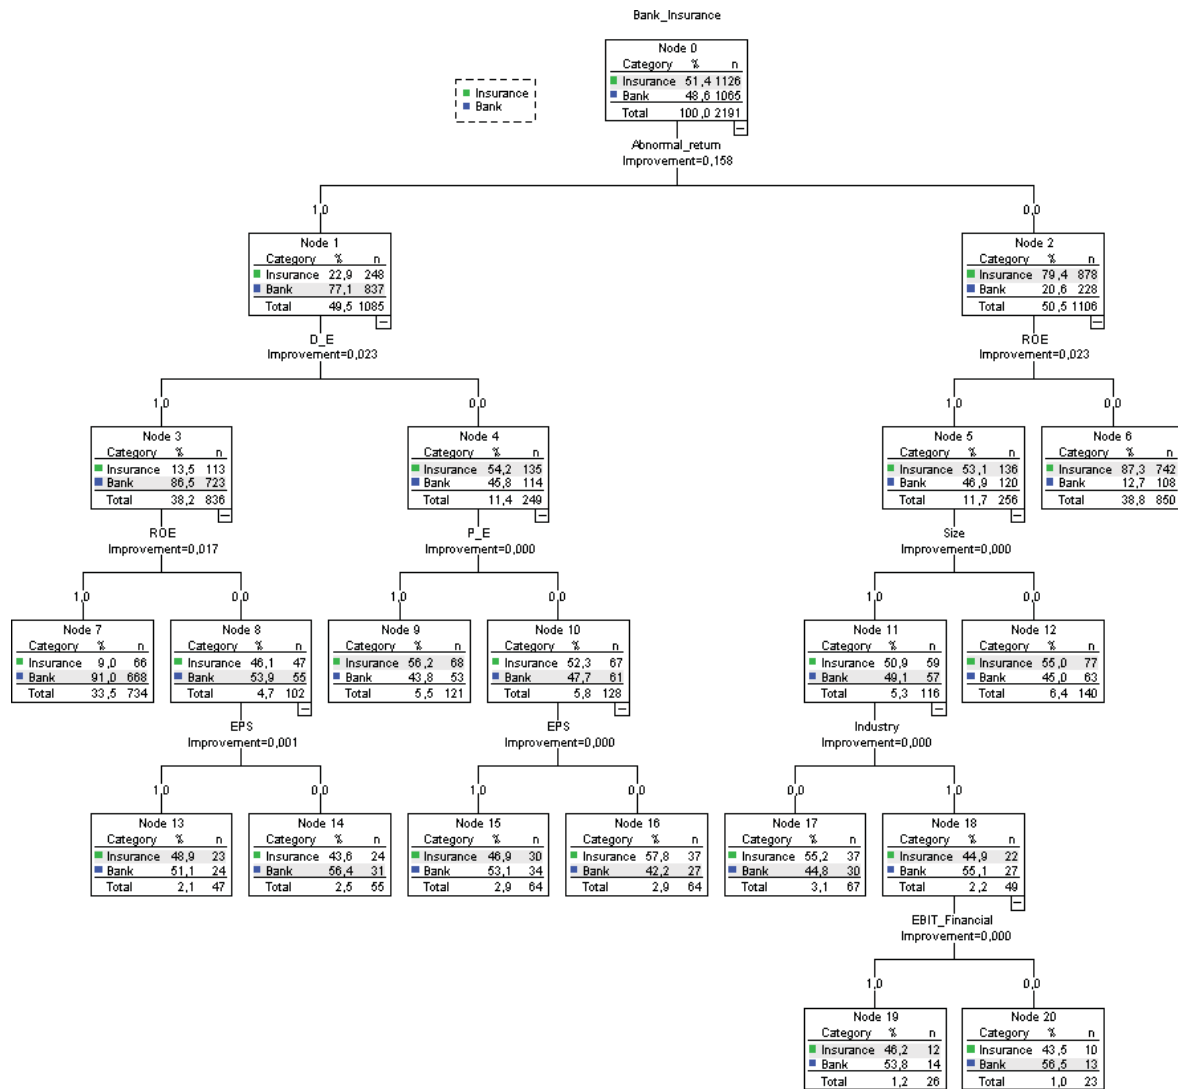 Bank_Insurance
Node 0
Category % n
Insurance 51,4 1126
Bank 48,6 1065
Total 100,0 2191
Insurance
Bank
Abnormal_return
Improvement=0,158
1,0
0,0
Node 1
Category % n
Insurance 22,9 248
Bank 77,1 837
Total 49,5 1085
Node 2
Category % n
Insurance 79,4 878
Bank 20,6 228
Total 50,5 1106
D_E
Improvement=0,023
ROE
Improvement=0,023
1,0
0,0
1,0
0,0
Node 3
Category % n
Insurance 13,5 113
Bank 86,5 723
Total 38,2 836
Node 4
Category % n
Insurance 54,2 135
Bank 45,8 114
Total 11,4 249
Node 5
Category % n
Insurance 53,1 136
Bank 46,9 120
Total 11,7 256
Node 6
Category % n
Insurance 87,3 742
Bank 12,7 108
Total 38,8 850
ROE
Improvement=0,017
P_E
Improvement=0,000
Size
Improvement=0,000
1,0
0,0
1,0
0,0
1,0
0,0
Node 7
Category % n
Insurance 9,0 66
Bank 91,0 668
Total 33,5 734
Node 8
Category % n
Insurance 46,1 47
Bank 53,9 55
Total 4,7 102
Node 9
Category % n
Insurance 56,2 68
Bank 43,8 53
Total 5,5 121
Node 10
Category % n
Insurance 52,3 67
Bank 47,7 61
Total 5,8 128
Node 11
Category % n
Insurance 50,9 59
Bank 49,1 57
Total 5,3 116
Node 12
Category % n
Insurance 55,0 77
Bank 45,0 63
Total 6,4 140
EPS
Improvement=0,001
EPS
Improvement=0,000
Industry
Improvement=0,000
1,0
0,0
1,0
0,0
0,0
1,0
Node 13
Category % n
Insurance 48,9 23
Bank 51,1 24
Total 2,1 47
Node 14
Category % n
Insurance 43,6 24
Bank 56,4 31
Total 2,5 55
Node 15
Category % n
Insurance 46,9 30
Bank 53,1 34
Total 2,9 64
Node 16
Category % n
Insurance 57,8 37
Bank 42,2 27
Total 2,9 64
Node 17
Category % n
Insurance 55,2 37
Bank 44,8 30
Total 3,1 67
Node 18
Category % n
Insurance 44,9 22
Bank 55,1 27
Total 2,2 49
EBIT_Financial
Improvement=0,000
1,0
0,0
Node 19
Category % n
Insurance 46,2 12
Bank 53,8 14
Total 1,2 26
Node 20
Category % n
Insurance 43,5 10
Bank 56,5 13
Total 1,0 23